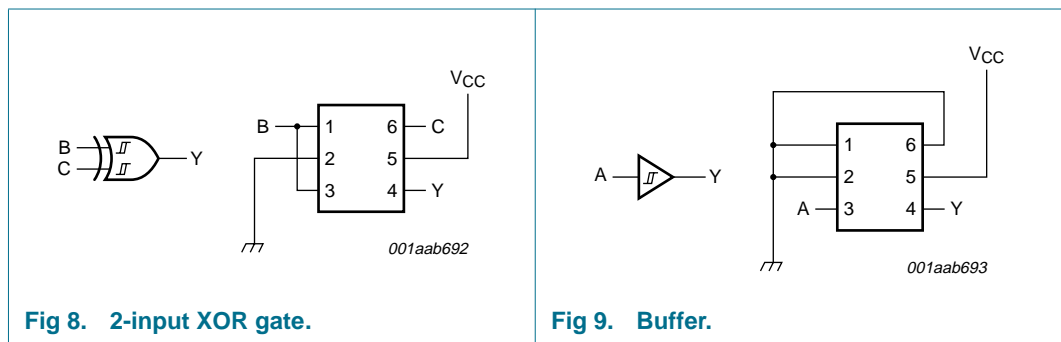 B
C
Y
B
1
2
3
6
5
4
C
Y
VCC
001aab692
Fig 8. 2-input XOR gate.
A
Y
A
1
2
3
6
5
4
Y
VCC
001aab693
Fig 9. Buffer.